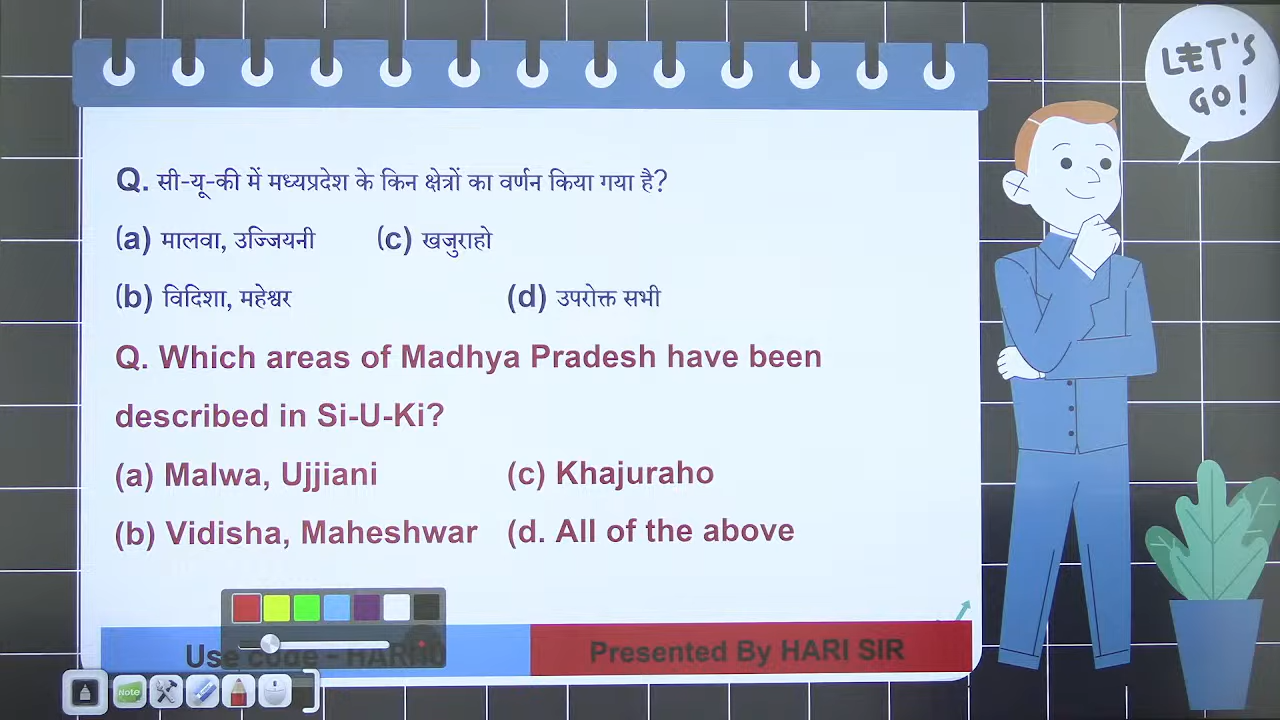 LET'S
GO!
Q. सी-यू-की में मध्यप्रदेश के किन क्षेत्रों का वर्णन किया गया है?
(a) मालवा, उज्जियनी (c) खजुराहो
(b) विदिशा, महेश्वर (d) उपरोक्त सभी
Q. Which areas of Madhya Pradesh have been
described in Si-U-Ki?
(a) Malwa, Ujjiani (c) Khajuraho
(b) Vidisha, Maheshwar (d. All of the above
Use code - Presented By HARI SIR
Note